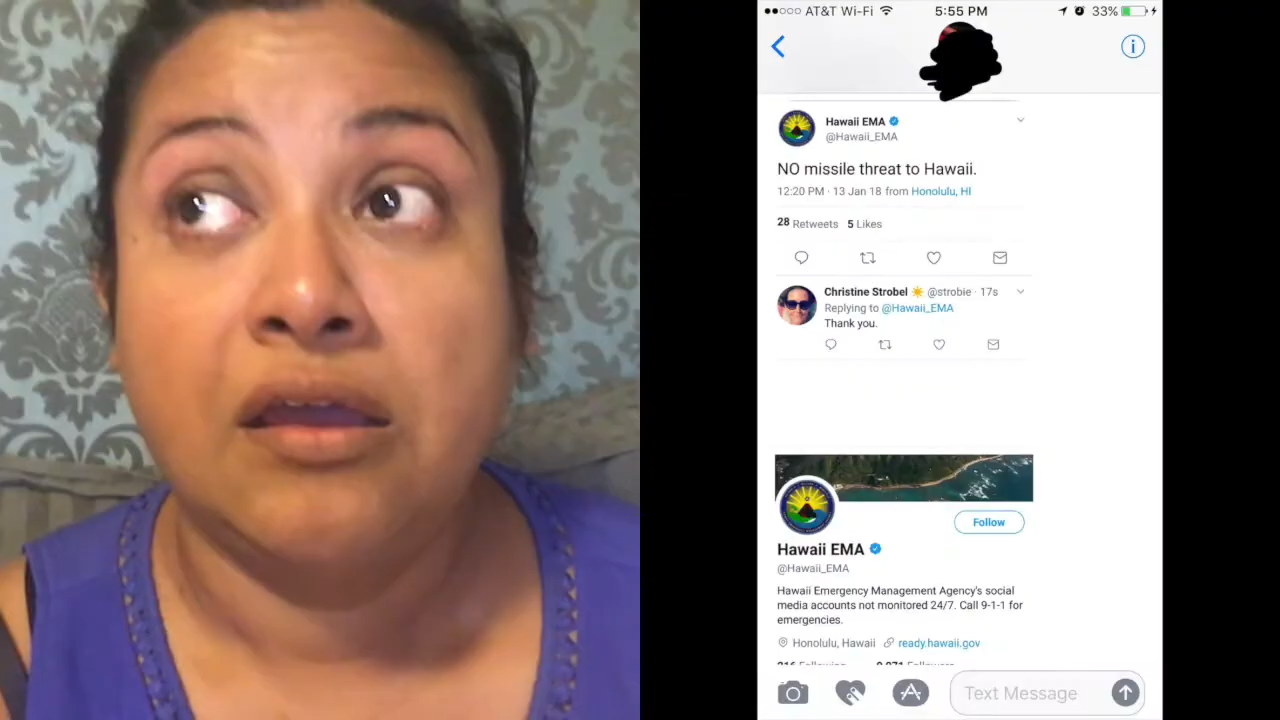 AT&T Wi-Fi 5:55 PM 33%
Hawaii EMA
@Hawaii_EMA
NO missile threat to Hawaii.
12:20 PM · 13 Jan 18 from Honolulu, HI
28 Retweets 5 Likes
Christine Strobel @strobie · 17s
Replying to @Hawaii_EMA
Thank you.
Follow
Hawaii EMA
@Hawaii_EMA
Hawaii Emergency Management Agency's social
media accounts not monitored 24/7. Call 9-1-1 for
emergencies.
Honolulu, Hawaii ready.hawaii.gov
Following Followers
Text Message